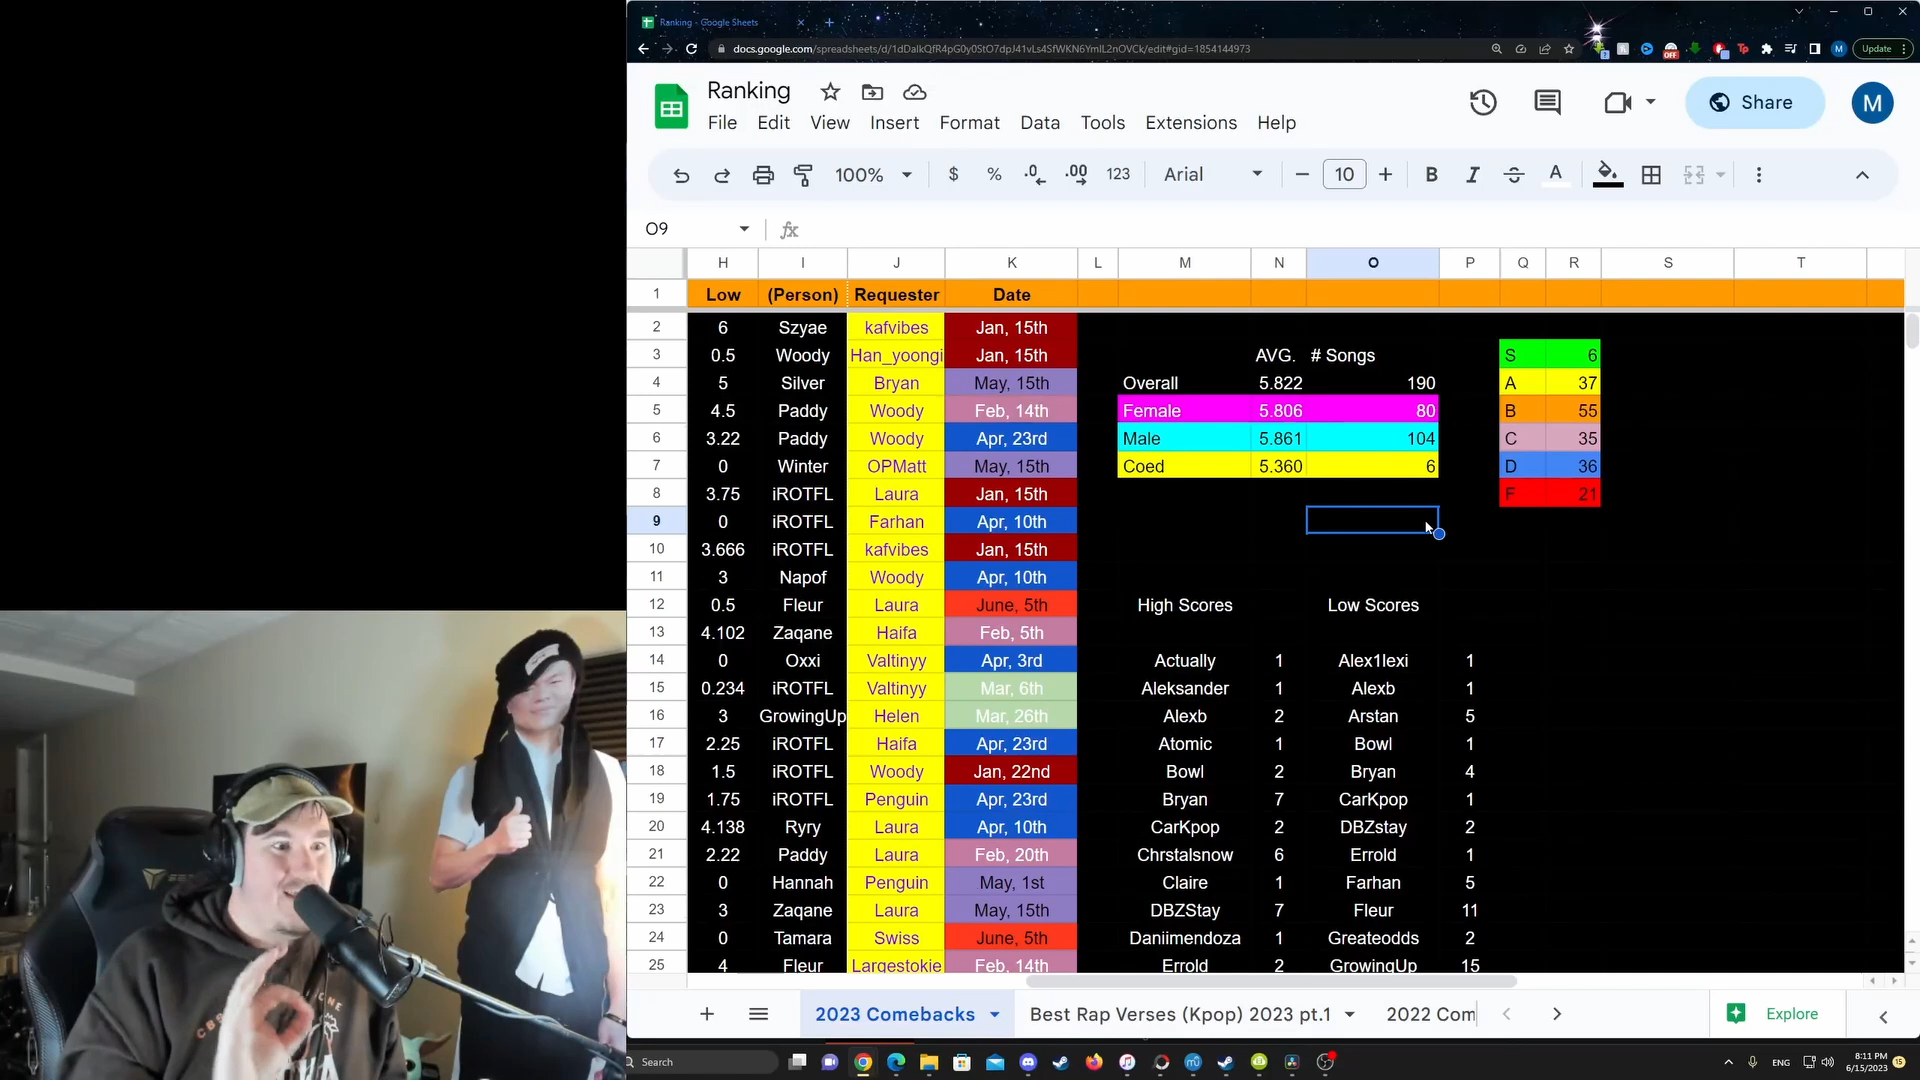 Ranking - Google Sheets
docs.google.com/spreadsheets/d/1dDaIkQfR4pG0y0StO7dpJ41vLs4SfWKN6YmIL2nOVCk/edit#gid=1854144973
OFF
Tp
M
Update
Ranking
File Edit View Insert Format Data Tools Extensions Help
Share
M
100% $ % .0 .00 123 Arial 10 B I S A
O9 fx
H I J K L M N O P Q R S T
1 Low (Person) Requester Date
2 6 Szyae kafvibes Jan, 15th
3 0.5 Woody Han_yoongi Jan, 15th AVG. # Songs S 6
4 5 Silver Bryan May, 15th Overall 5.822 190 A 37
5 4.5 Paddy Woody Feb, 14th Female 5.806 80 B 55
6 3.22 Paddy Woody Apr, 23rd Male 5.861 104 C 35
7 0 Winter OPMatt May, 15th Coed 5.360 6 D 36
8 3.75 iROTFL Laura Jan, 15th F 21
9 0 iROTFL Farhan Apr, 10th
10 3.666 iROTFL kafvibes Jan, 15th
11 3 Napof Woody Apr, 10th
12 0.5 Fleur Laura June, 5th High Scores Low Scores
13 4.102 Zaqane Haifa Feb, 5th
14 0 Oxxi Valtinyy Apr, 3rd Actually 1 Alex1lexi 1
15 0.234 iROTFL Valtinyy Mar, 6th Aleksander 1 Alexb 1
16 3 GrowingUp Helen Mar, 26th Alexb 2 Arstan 5
17 2.25 iROTFL Haifa Apr, 23rd Atomic 1 Bowl 1
18 1.5 iROTFL Woody Jan, 22nd Bowl 2 Bryan 4
19 1.75 iROTFL Penguin Apr, 23rd Bryan 7 CarKpop 1
20 4.138 Ryry Laura Apr, 10th CarKpop 2 DBZstay 2
21 2.22 Paddy Laura Feb, 20th Chrstalsnow 6 Errold 1
22 0 Hannah Penguin May, 1st Claire 1 Farhan 5
23 3 Zaqane Laura May, 15th DBZStay 7 Fleur 11
24 0 Tamara Swiss June, 5th Daniimendoza 1 Greateodds 2
25 4 Fleur Largestokie Feb, 14th Errold 2 GrowingUp 15
2023 Comebacks Best Rap Verses (Kpop) 2023 pt.1 2022 Com Explore
Search
ENG
8:11 PM
6/15/2023
15